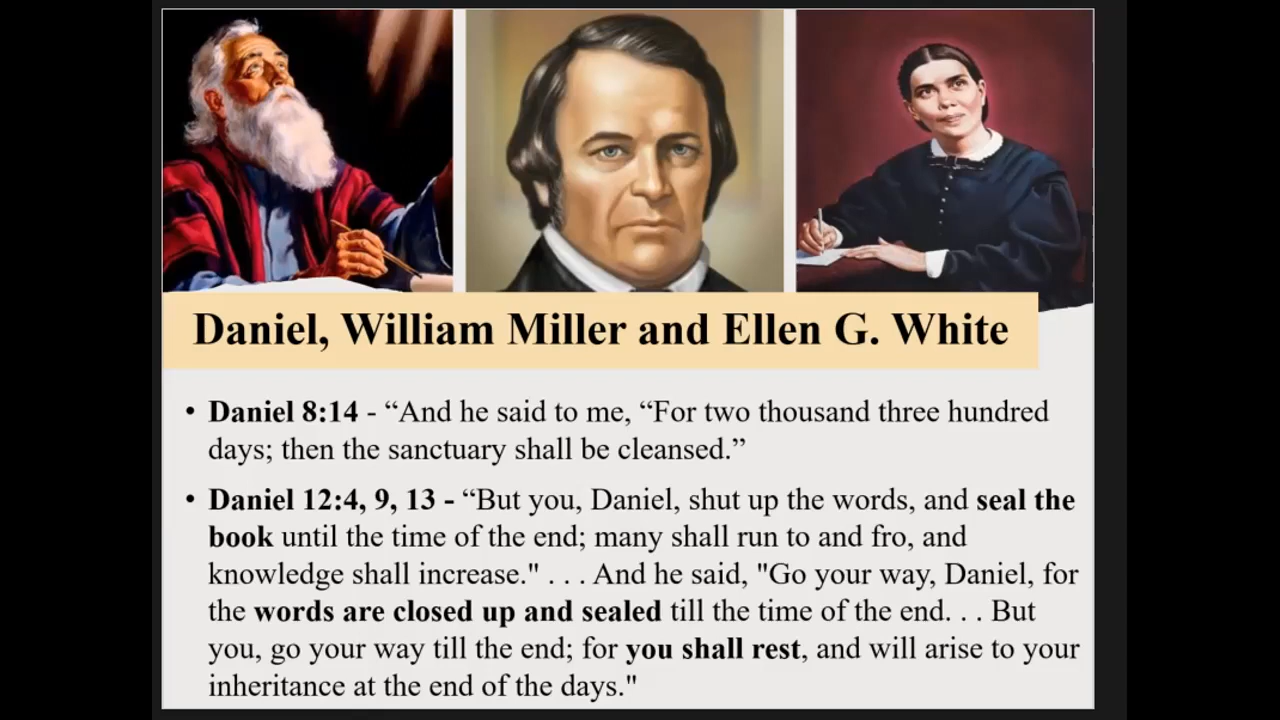 Daniel, William Miller and Ellen G. White
• Daniel 8:14 - “And he said to me, “For two thousand three hundred
days; then the sanctuary shall be cleansed.”
• Daniel 12:4, 9, 13 - “But you, Daniel, shut up the words, and seal the
book until the time of the end; many shall run to and fro, and
knowledge shall increase." . . . And he said, "Go your way, Daniel, for
the words are closed up and sealed till the time of the end. . . But
you, go your way till the end; for you shall rest, and will arise to your
inheritance at the end of the days."